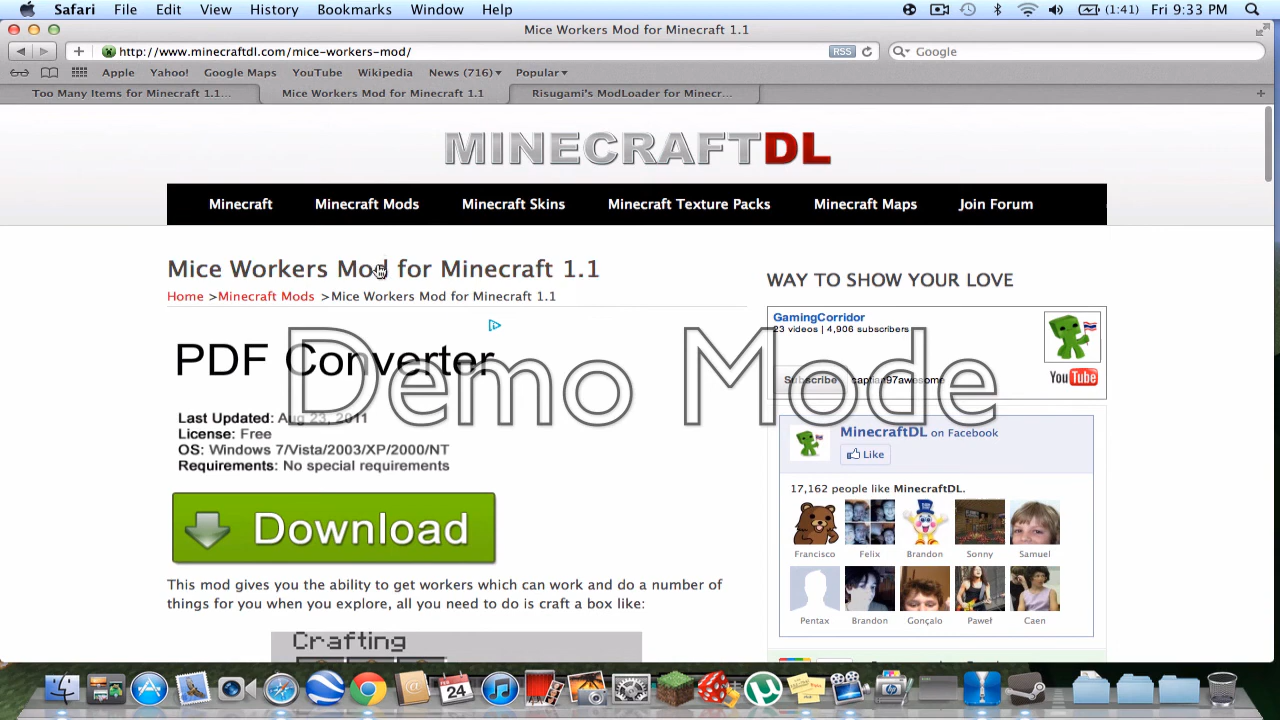 Safari File Edit View History Bookmarks Window Help (1:41) Fri 9:33 PM
Mice Workers Mod for Minecraft 1.1
http://www.minecraftdl.com/mice-workers-mod/ RSS Google
Apple Yahoo! Google Maps YouTube Wikipedia News (716) Popular
Too Many Items for Minecraft 1.1... Mice Workers Mod for Minecraft 1.1 Risugami's ModLoader for Minecr...
MINECRAFTDL
Minecraft Minecraft Mods Minecraft Skins Minecraft Texture Packs Minecraft Maps Join Forum
Mice Workers Mod for Minecraft 1.1
Home >Minecraft Mods >Mice Workers Mod for Minecraft 1.1
PDF Converter
Last Updated: Aug 23, 2011
License: Free
OS: Windows 7/Vista/2003/XP/2000/NT
Requirements: No special requirements
Download
This mod gives you the ability to get workers which can work and do a number of
things for you when you explore, all you need to do is craft a box like:
Crafting
WAY TO SHOW YOUR LOVE
GamingCorridor
23 videos | 4,906 subscribers
Subscribe captian97awesome
YouTube
MinecraftDL on Facebook
Like
17,162 people like MinecraftDL.
Francisco Felix Brandon Sonny Samuel
Pentax Brandon Gonçalo Paweł Caen
Demo Mode
24